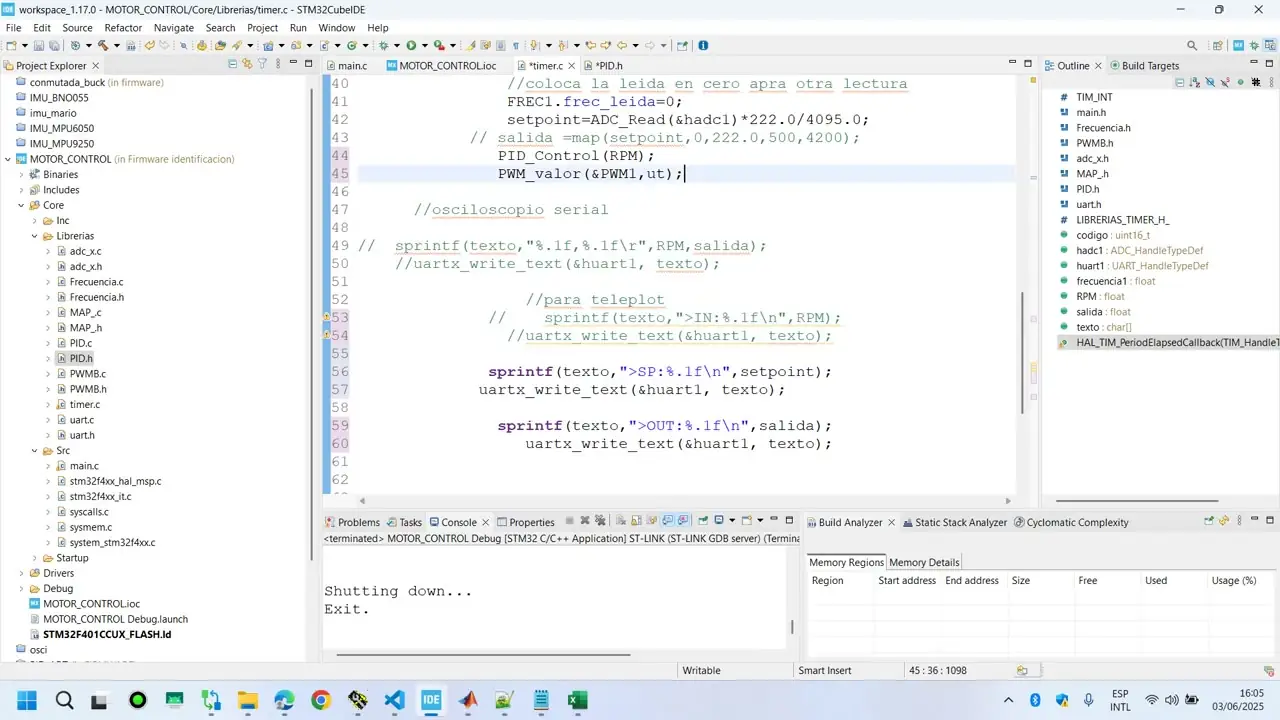 workspace_1.17.0 - MOTOR_CONTROL/Core/Librerias/timer.c - STM32CubeIDE
File Edit Source Refactor Navigate Search Project Run Window Help
Project Explorer
conmutada_buck (in firmware)
IMU_BNO055
imu_mario
IMU_MPU6050
IMU_MPU9250
MOTOR_CONTROL (in Firmware identificacion)
Binaries
Includes
Core
Inc
Librerias
adc_x.c
adc_x.h
Frecuencia.c
Frecuencia.h
MAP_.c
MAP_.h
PID.c
PID.h
PWMB.c
PWMB.h
timer.c
uart.c
uart.h
Src
main.c
stm32f4xx_hal_msp.c
stm32f4xx_it.c
syscalls.c
sysmem.c
system_stm32f4xx.c
Startup
Drivers
Debug
MOTOR_CONTROL.ioc
MOTOR_CONTROL Debug.launch
STM32F401CCUX_FLASH.ld
osci
main.c MOTOR_CONTROL.ioc *timer.c *PID.h
40 //coloca la leida en cero apra otra lectura
41 FREC1.frec_leida=0;
42 setpoint=ADC_Read(&hadc1)*222.0/4095.0;
43 // salida =map(setpoint,0,222.0,500,4200);
44 PID_Control(RPM);
45 PWM_valor(&PWM1,ut);
46
47 //osciloscopio serial
48
49 // sprintf(texto,"%.1f,%.1f\r",RPM,salida);
50 //uartx_write_text(&huart1, texto);
51
52 //para teleplot
53 // sprintf(texto,">IN:%.1f\n",RPM);
54 //uartx_write_text(&huart1, texto);
55
56 sprintf(texto,">SP:%.1f\n",setpoint);
57 uartx_write_text(&huart1, texto);
58
59 sprintf(texto,">OUT:%.1f\n",salida);
60 uartx_write_text(&huart1, texto);
61
62
Outline Build Targets
TIM_INT
main.h
Frecuencia.h
PWMB.h
adc_x.h
MAP_.h
PID.h
uart.h
LIBRERIAS_TIMER_H_
codigo : uint16_t
hadc1 : ADC_HandleTypeDef
huart1 : UART_HandleTypeDef
frecuencia1 : float
RPM : float
salida : float
texto : char[]
HAL_TIM_PeriodElapsedCallback(TIM_HandleT
Problems Tasks Console Properties
<terminated> MOTOR_CONTROL Debug [STM32 C/C++ Application] ST-LINK (ST-LINK GDB server) (Termina
Shutting down...
Exit.
Build Analyzer Static Stack Analyzer Cyclomatic Complexity
Memory Regions Memory Details
Region Start address End address Size Free Used Usage (%)
Writable Smart Insert 45 : 36 : 1098
IDE
ESP
INTL
16:05
03/06/2025